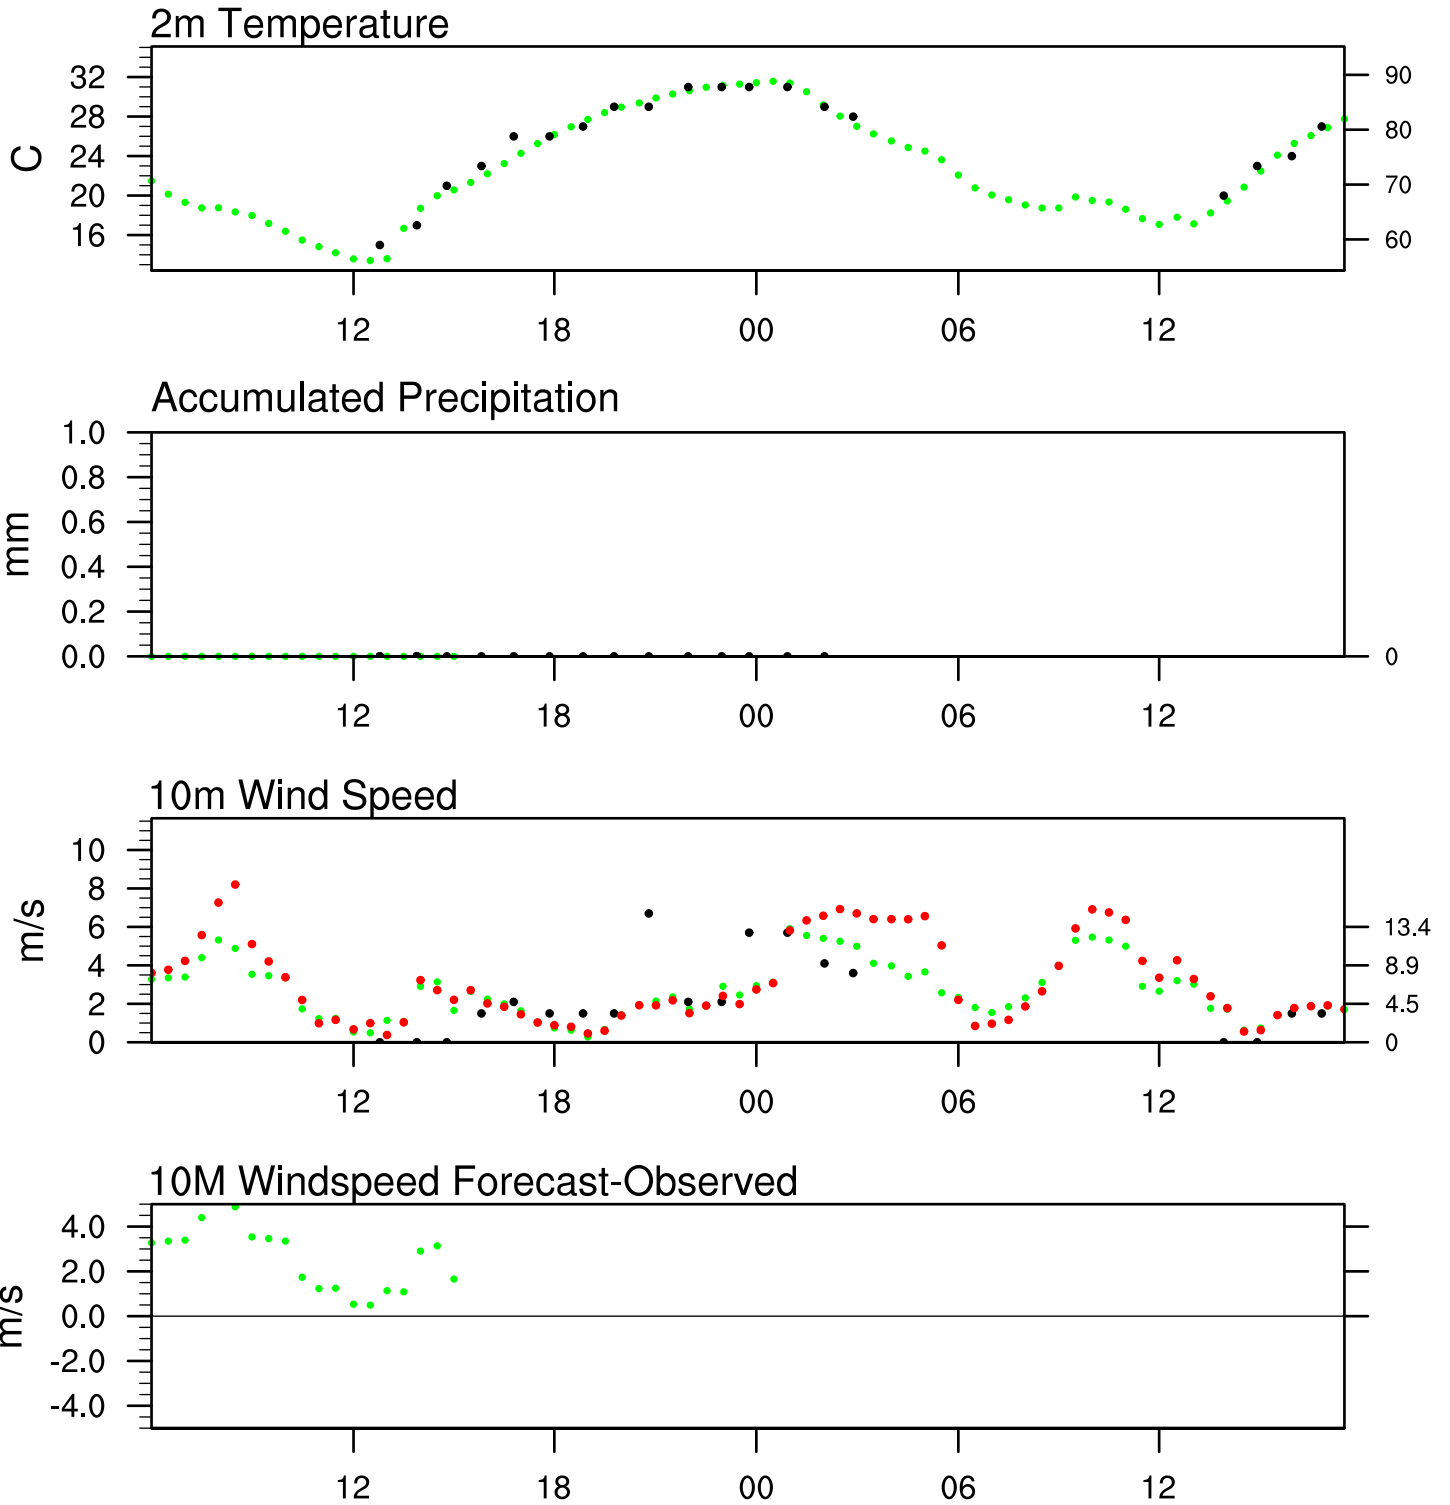 2m Temperature
32
28
24
20
16
C
90
80
70
60
12 18 00 06 12
Accumulated Precipitation
1.0
0.8
0.6
0.4
0.2
0.0
mm
0
12 18 00 06 12
10m Wind Speed
10
8
6
4
2
0
m/s
13.4
8.9
4.5
0
12 18 00 06 12
10M Windspeed Forecast-Observed
4.0
2.0
0.0
-2.0
-4.0
m/s
12 18 00 06 12